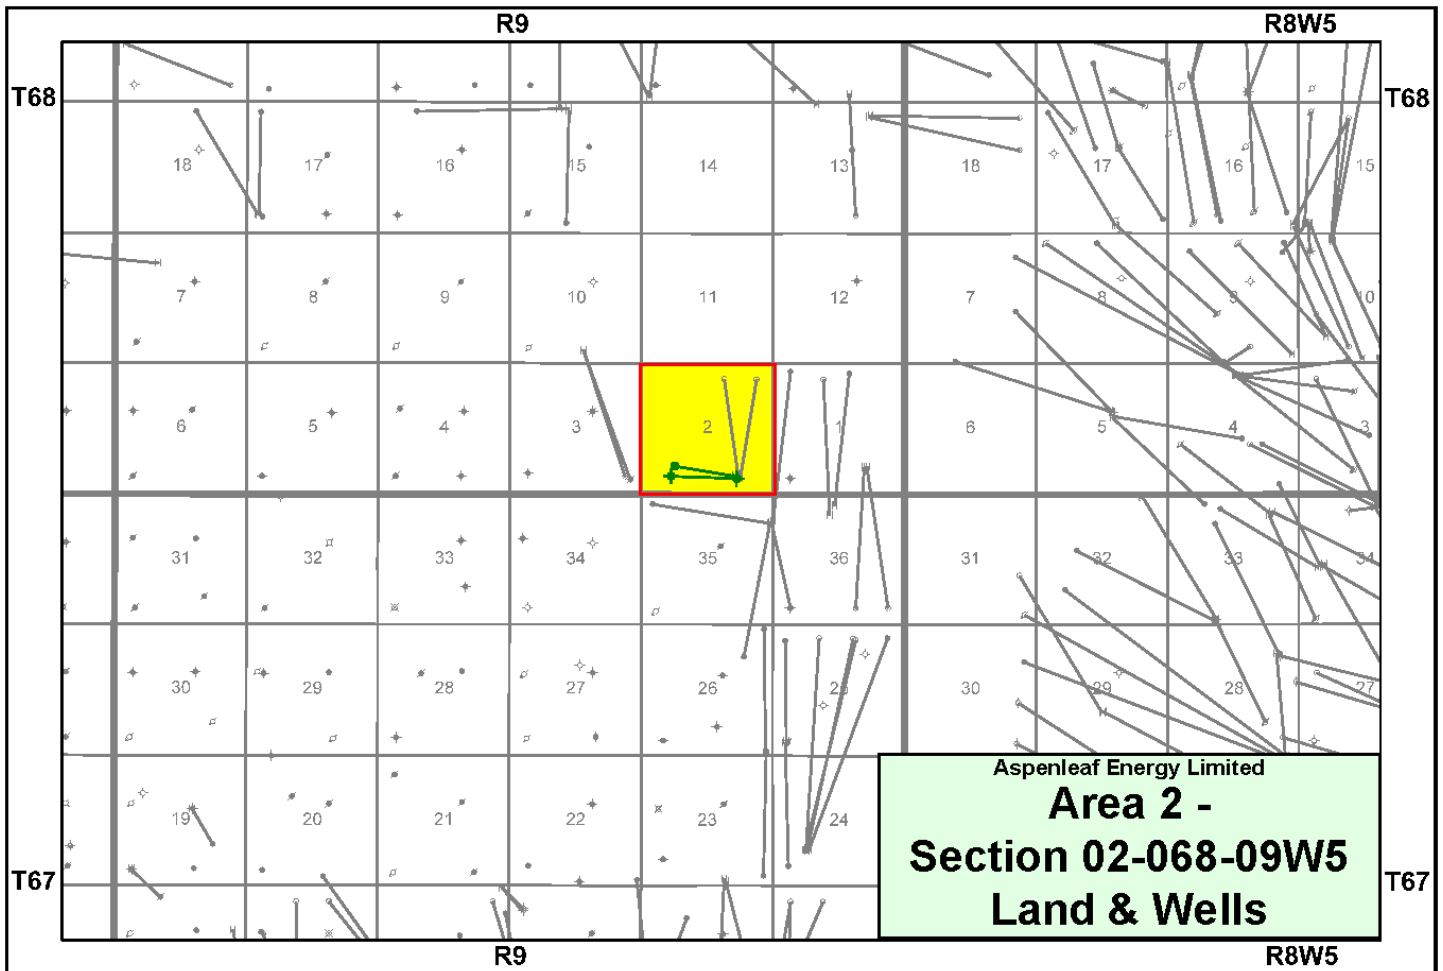 R9 R8W5
T68 T68
18 17 16 15 14 13 18 17 16 15
7 8 9 10 11 12 7 8 9 10
6 5 4 3 2 1 6 5 4 3
31 32 33 34 35 36 31 32 33 34
30 29 28 27 26 25 30 29 28 27
19 20 21 22 23 24
Aspenleaf Energy Limited
Area 2 -
Section 02-068-09W5
Land & Wells
T67 T67
R9 R8W5